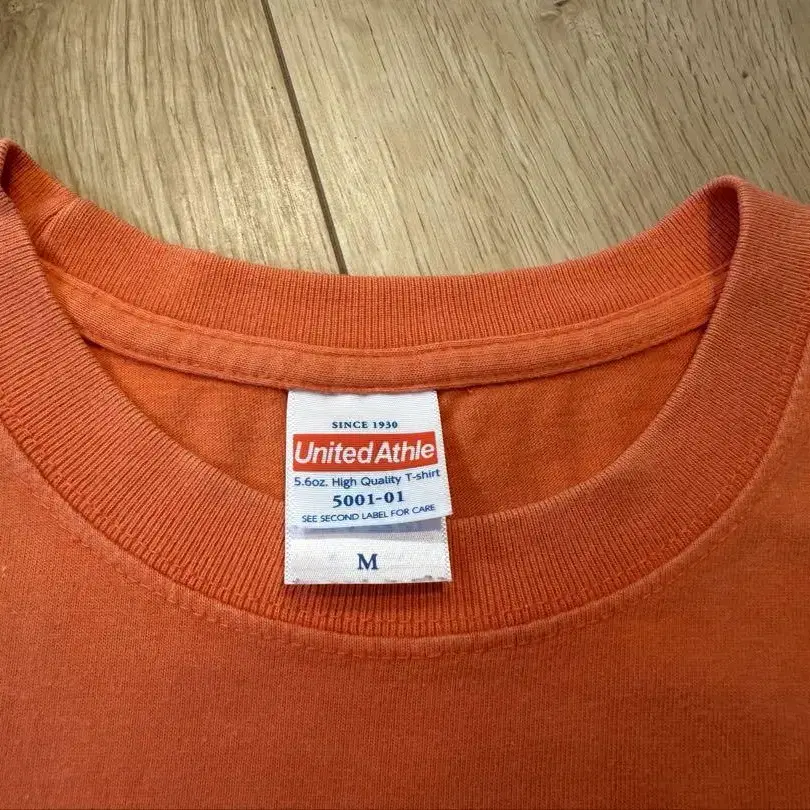 SINCE 1930
United Athle
5.6oz. High Quality T-shirt
5001-01
SEE SECOND LABEL FOR CARE
M